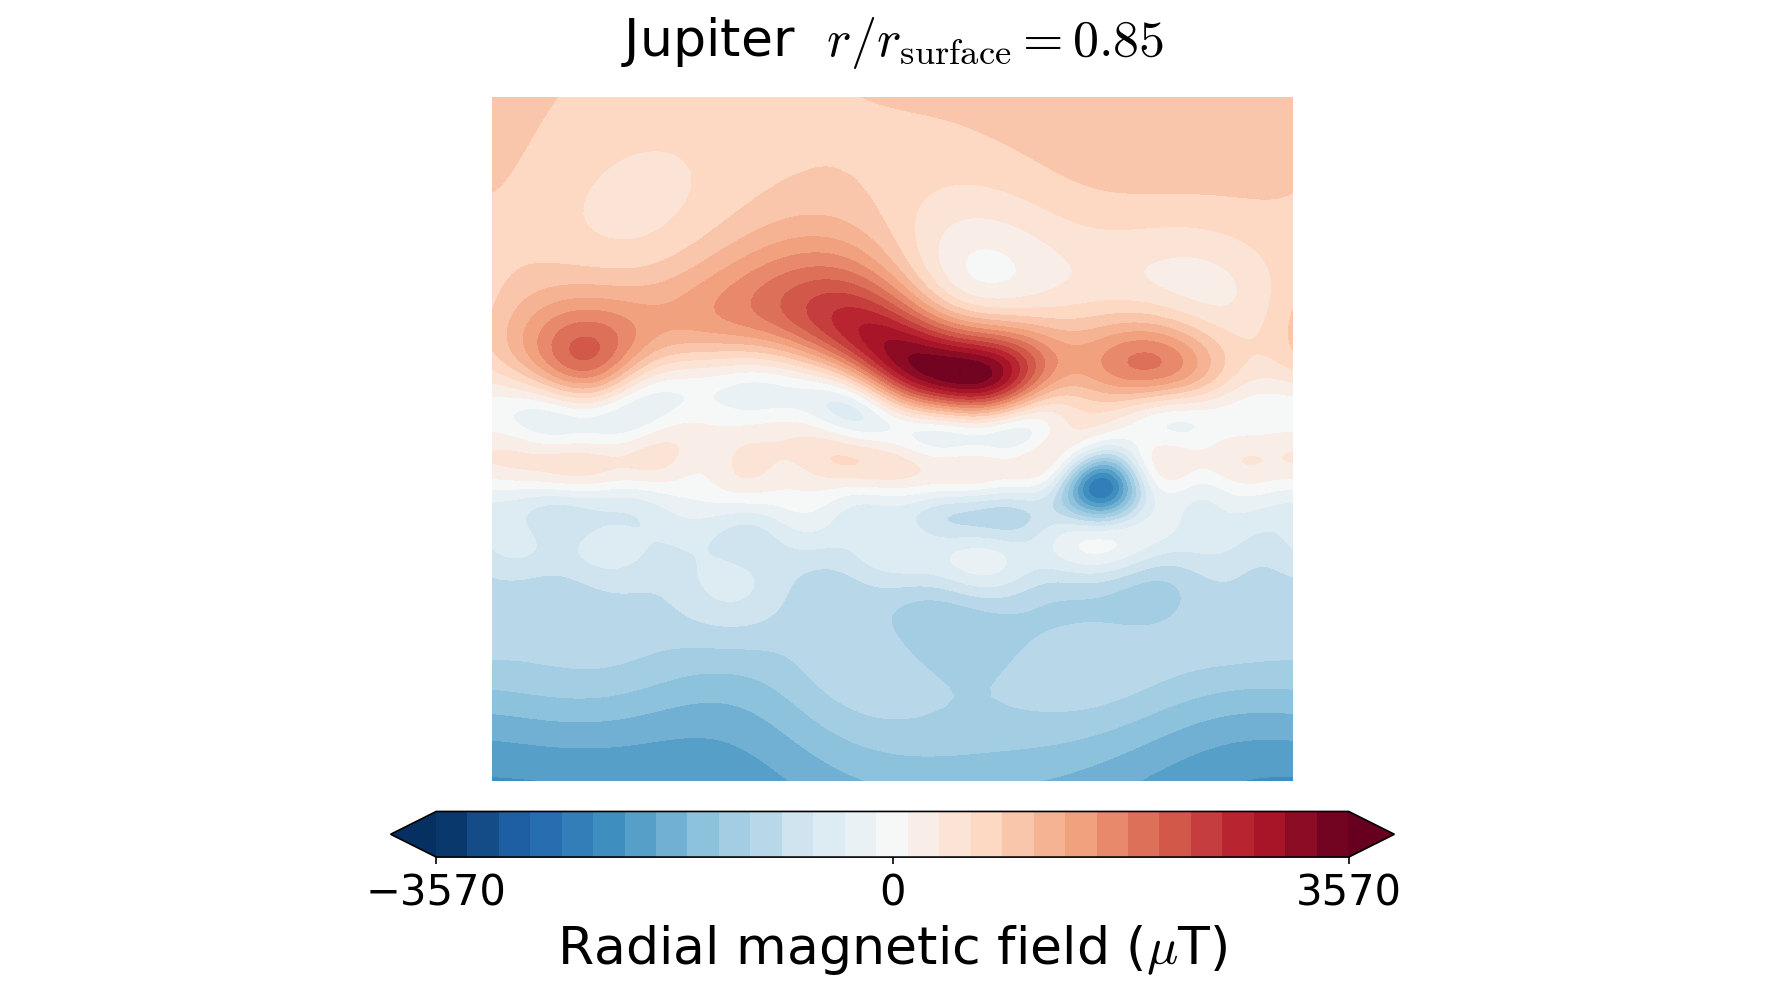 Jupiter r/r_surface = 0.85
−3570 0 3570
Radial magnetic field (μT)